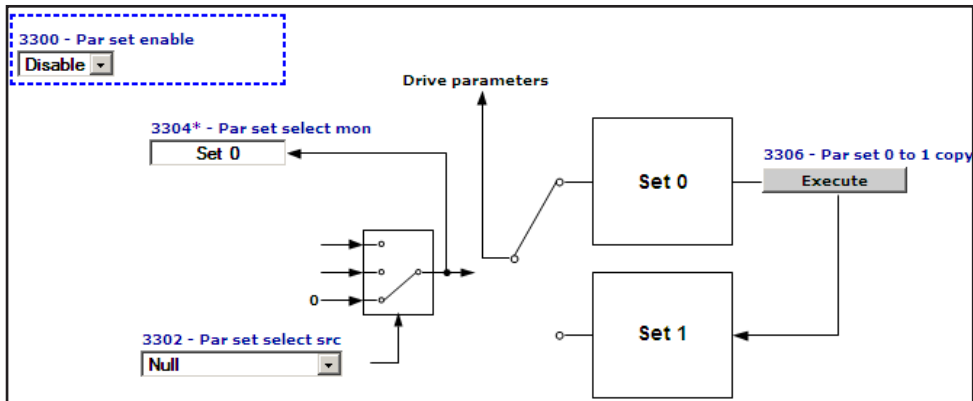 3300 - Par set enable
Disable
Drive parameters
3304* - Par set select mon
Set 0
Set 0
3306 - Par set 0 to 1 copy
Execute
0
3302 - Par set select src
Null
Set 1